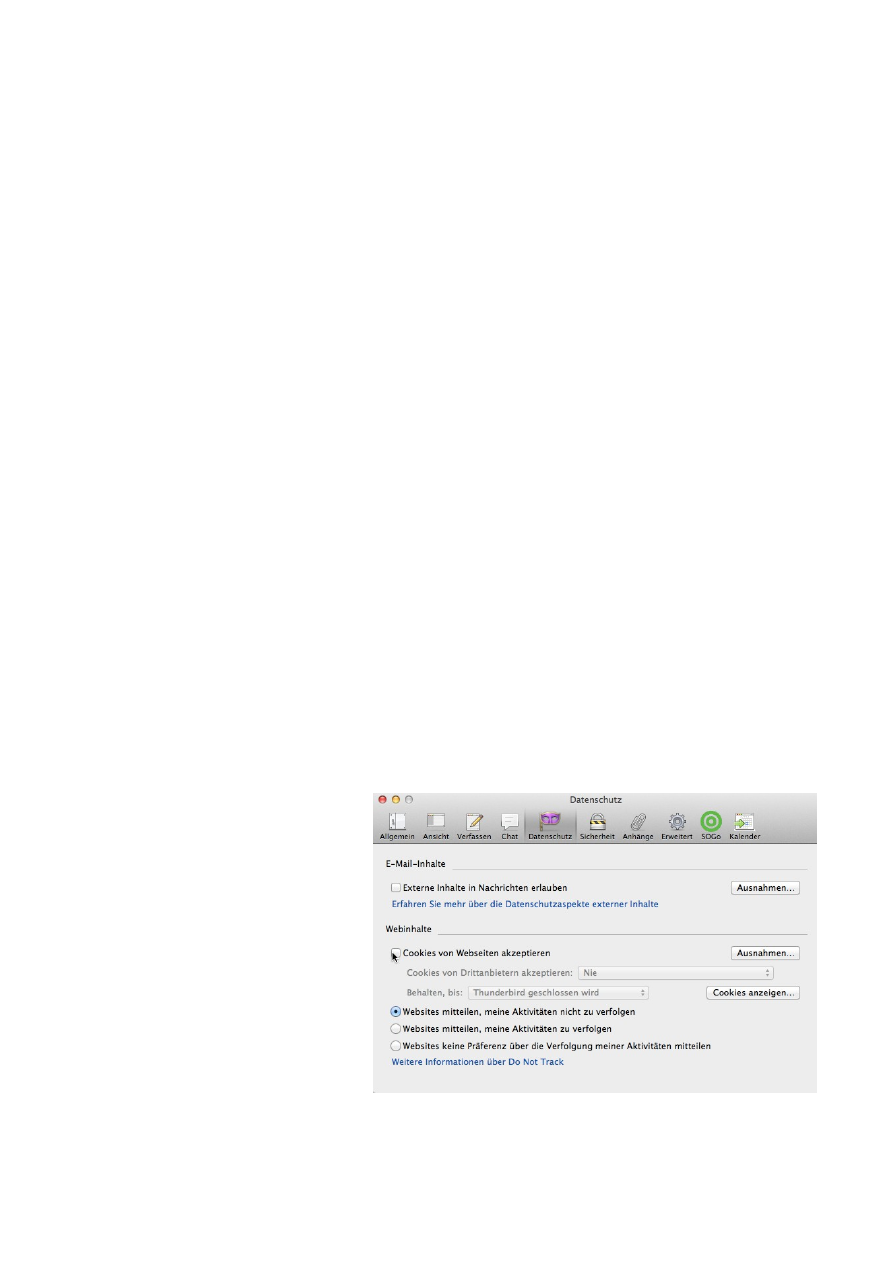 Datenschutz
Allgemein Ansicht Verfassen Chat Datenschutz Sicherheit Anhänge Erweitert SOGo Kalender
E-Mail-Inhalte
Externe Inhalte in Nachrichten erlauben Ausnahmen...
Erfahren Sie mehr über die Datenschutzaspekte externer Inhalte
Webinhalte
Cookies von Webseiten akzeptieren Ausnahmen...
Cookies von Drittanbietern akzeptieren: Nie
Behalten, bis: Thunderbird geschlossen wird Cookies anzeigen...
Websites mitteilen, meine Aktivitäten nicht zu verfolgen
Websites mitteilen, meine Aktivitäten zu verfolgen
Websites keine Präferenz über die Verfolgung meiner Aktivitäten mitteilen
Weitere Informationen über Do Not Track